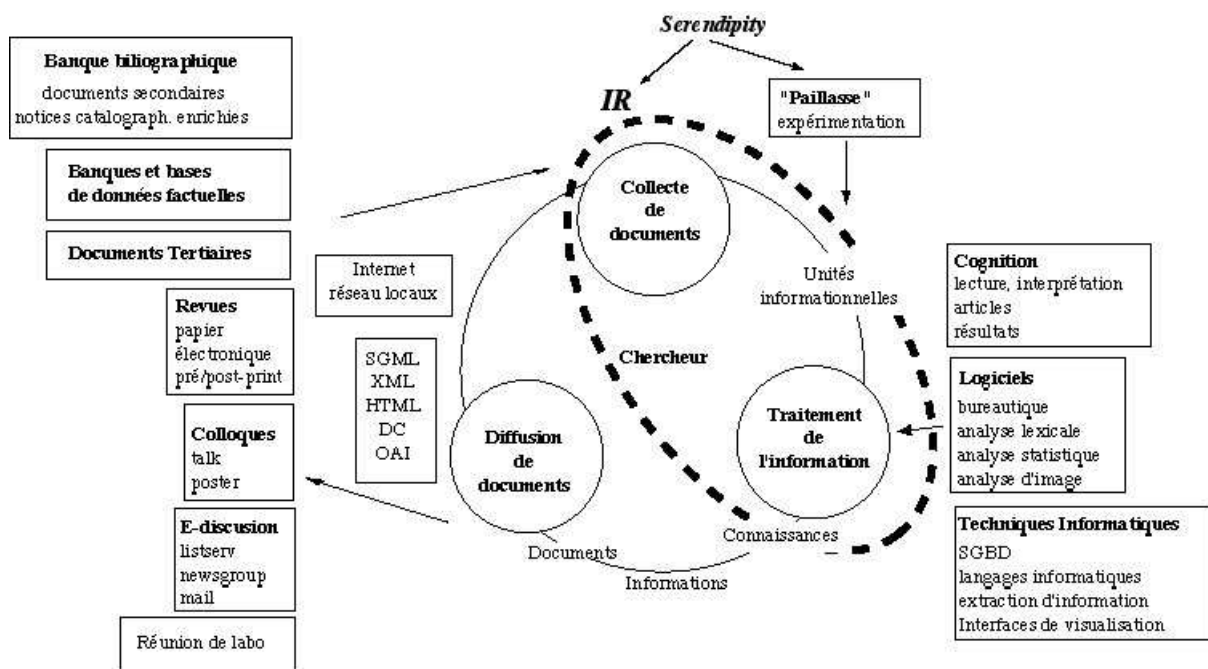 Serendipity
IR
"Paillasse"
expérimentation
Banque biliographique
documents secondaires
notices catalograph. enrichies
Banques et bases
de données factuelles
Documents Tertiaires
Revues
papier
électronique
pré/post-print
Colloques
talk
poster
E-discusion
listserv
newsgroup
mail
Réunion de labo
Internet
réseau locaux
SGML
XML
HTML
DC
OAI
Collecte
de
documents
Unités
informationnelles
Chercheur
Diffusion
de
documents
Traitement
de
l'information
Documents
Informations
Connaissances
Cognition
lecture, interprétation
articles
résultats
Logiciels
bureautique
analyse lexicale
analyse statistique
analyse d'image
Techniques Informatiques
SGBD
langages informatiques
extraction d'information
Interfaces de visualisation